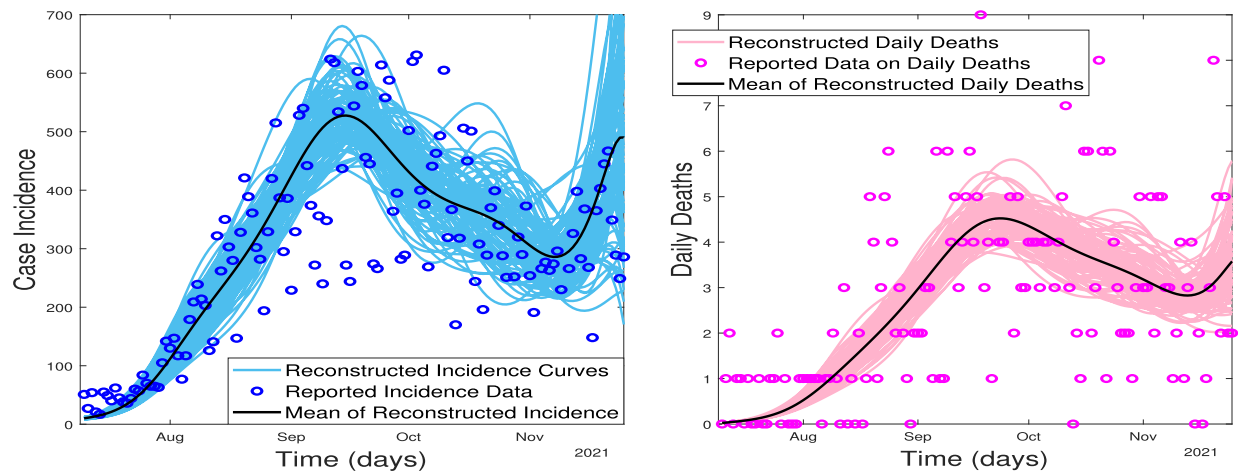 700
600
500
400
300
200
100
0
Case Incidence
Reconstructed Incidence Curves
Reported Incidence Data
Mean of Reconstructed Incidence
Aug Sep Oct Nov
2021
Time (days)
9
8
7
6
5
4
3
2
1
0
Daily Deaths
Reconstructed Daily Deaths
Reported Data on Daily Deaths
Mean of Reconstructed Daily Deaths
Aug Sep Oct Nov
2021
Time (days)